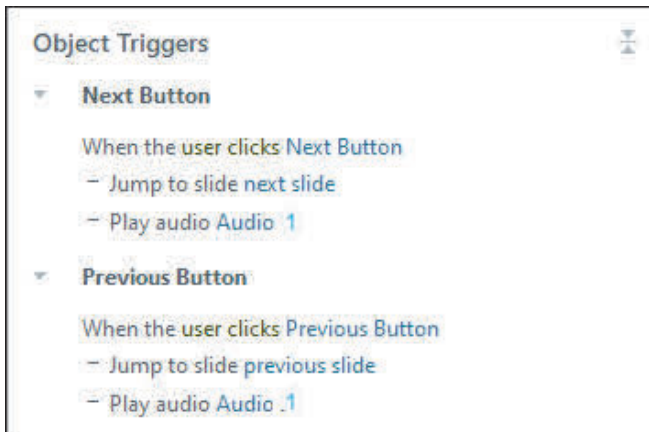 Object Triggers
Next Button
When the user clicks Next Button
– Jump to slide next slide
– Play audio Audio 1
Previous Button
When the user clicks Previous Button
– Jump to slide previous slide
– Play audio Audio .1